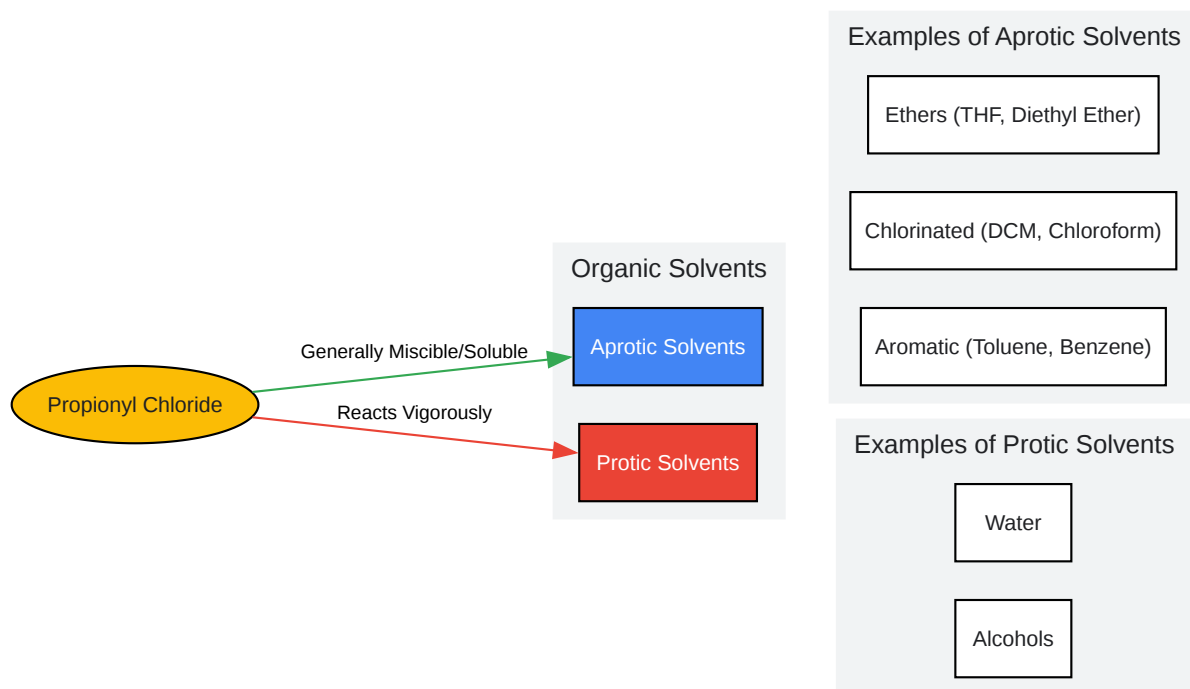 Propionyl Chloride
Generally Miscible/Soluble
Reacts Vigorously
Organic Solvents
Aprotic Solvents
Protic Solvents
Examples of Aprotic Solvents
Ethers (THF, Diethyl Ether)
Chlorinated (DCM, Chloroform)
Aromatic (Toluene, Benzene)
Examples of Protic Solvents
Water
Alcohols